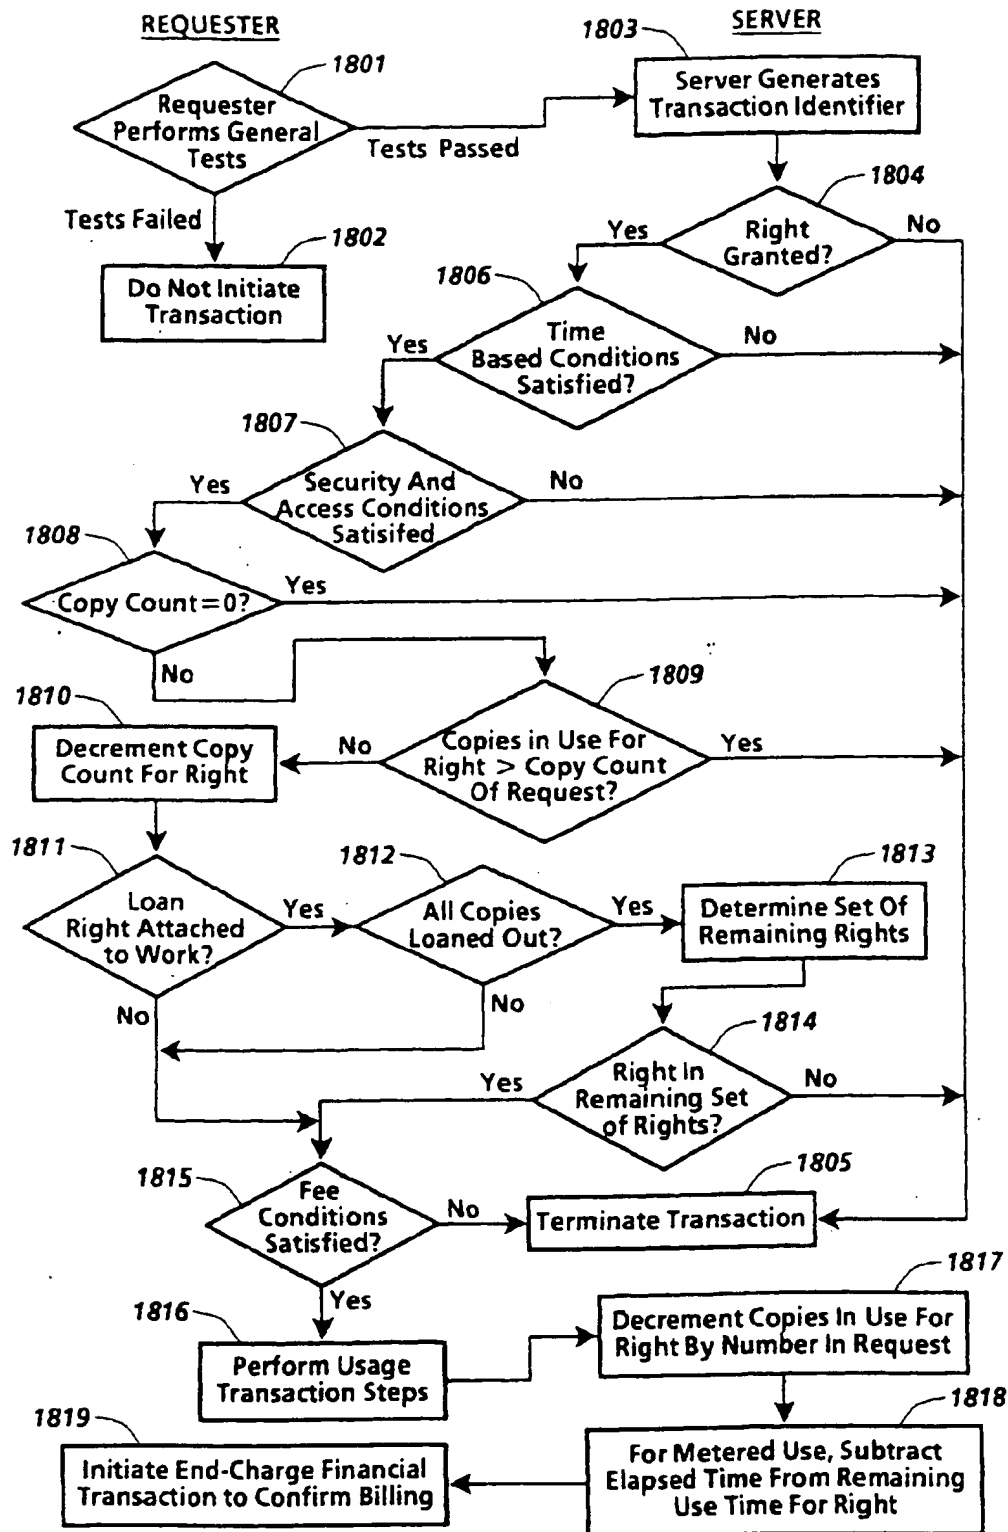 REQUESTER
SERVER
1801
Requester
Performs General
Tests
Tests Passed
Tests Failed
1802
Do Not Initiate
Transaction
1803
Server Generates
Transaction Identifier
1804
Right
Granted?
Yes
No
1806
Time
Based Conditions
Satisfied?
Yes
No
1807
Security And
Access Conditions
Satisifed
Yes
No
1808
Copy Count=0?
Yes
No
1809
Copies in Use For
Right > Copy Count
Of Request?
No
Yes
1810
Decrement Copy
Count For Right
1811
Loan
Right Attached
to Work?
Yes
No
1812
All Copies
Loaned Out?
Yes
No
1813
Determine Set Of
Remaining Rights
1814
Right In
Remaining Set
of Rights?
Yes
No
1815
Fee
Conditions
Satisfied?
No
Yes
1805
Terminate Transaction
1816
Perform Usage
Transaction Steps
1817
Decrement Copies In Use For
Right By Number In Request
1818
For Metered Use, Subtract
Elapsed Time From Remaining
Use Time For Right
1819
Initiate End-Charge Financial
Transaction to Confirm Billing